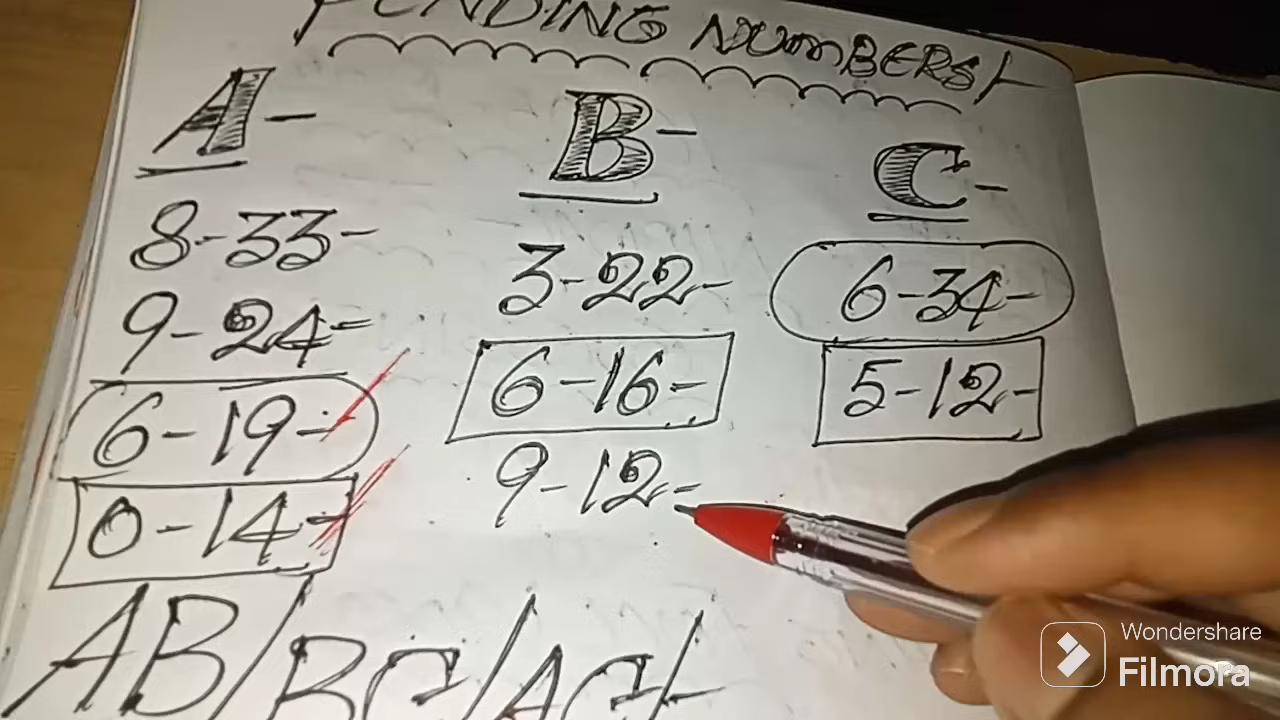 PENDING NUMBERS/-
A-
B-
C-
8-33-
3-22-
6-34-
9-24=
6-16-
5-12-
6-19-
9-12-
0-14-
AB/BC/AC/-
Wondershare
Filmora